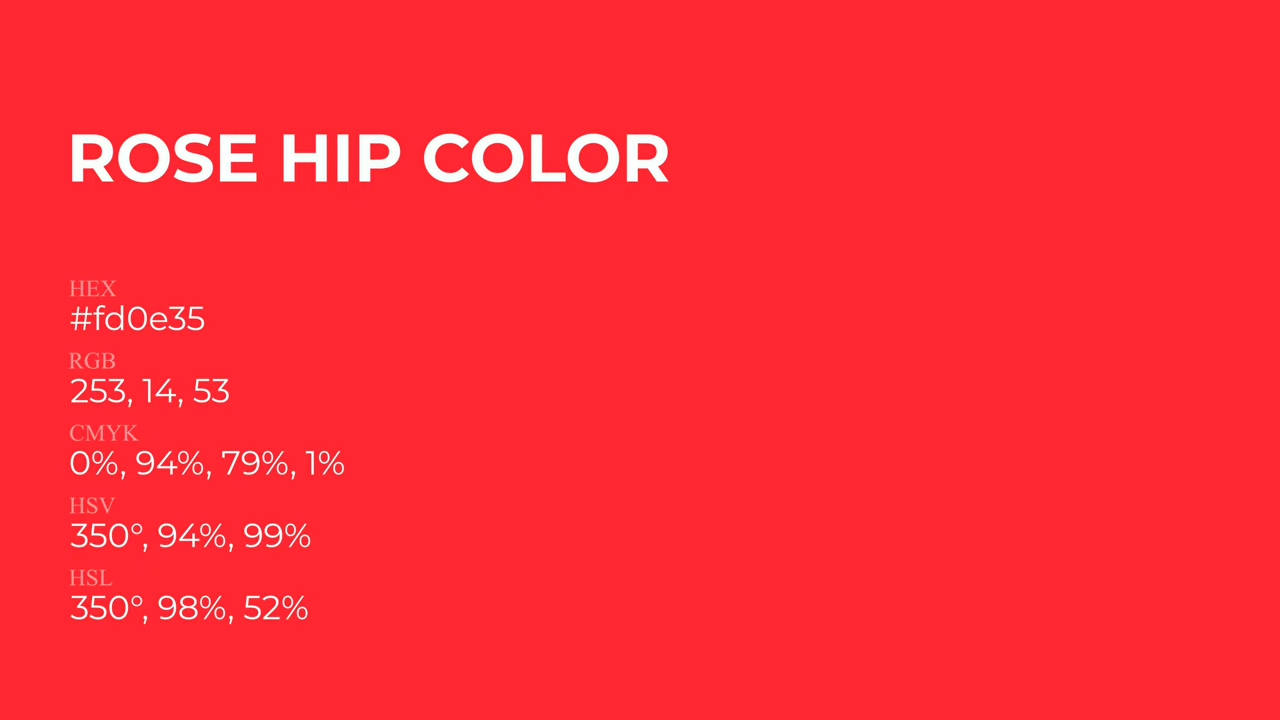 ROSE HIP COLOR
HEX
#fd0e35
RGB
253, 14, 53
CMYK
0%, 94%, 79%, 1%
HSV
350°, 94%, 99%
HSL
350°, 98%, 52%